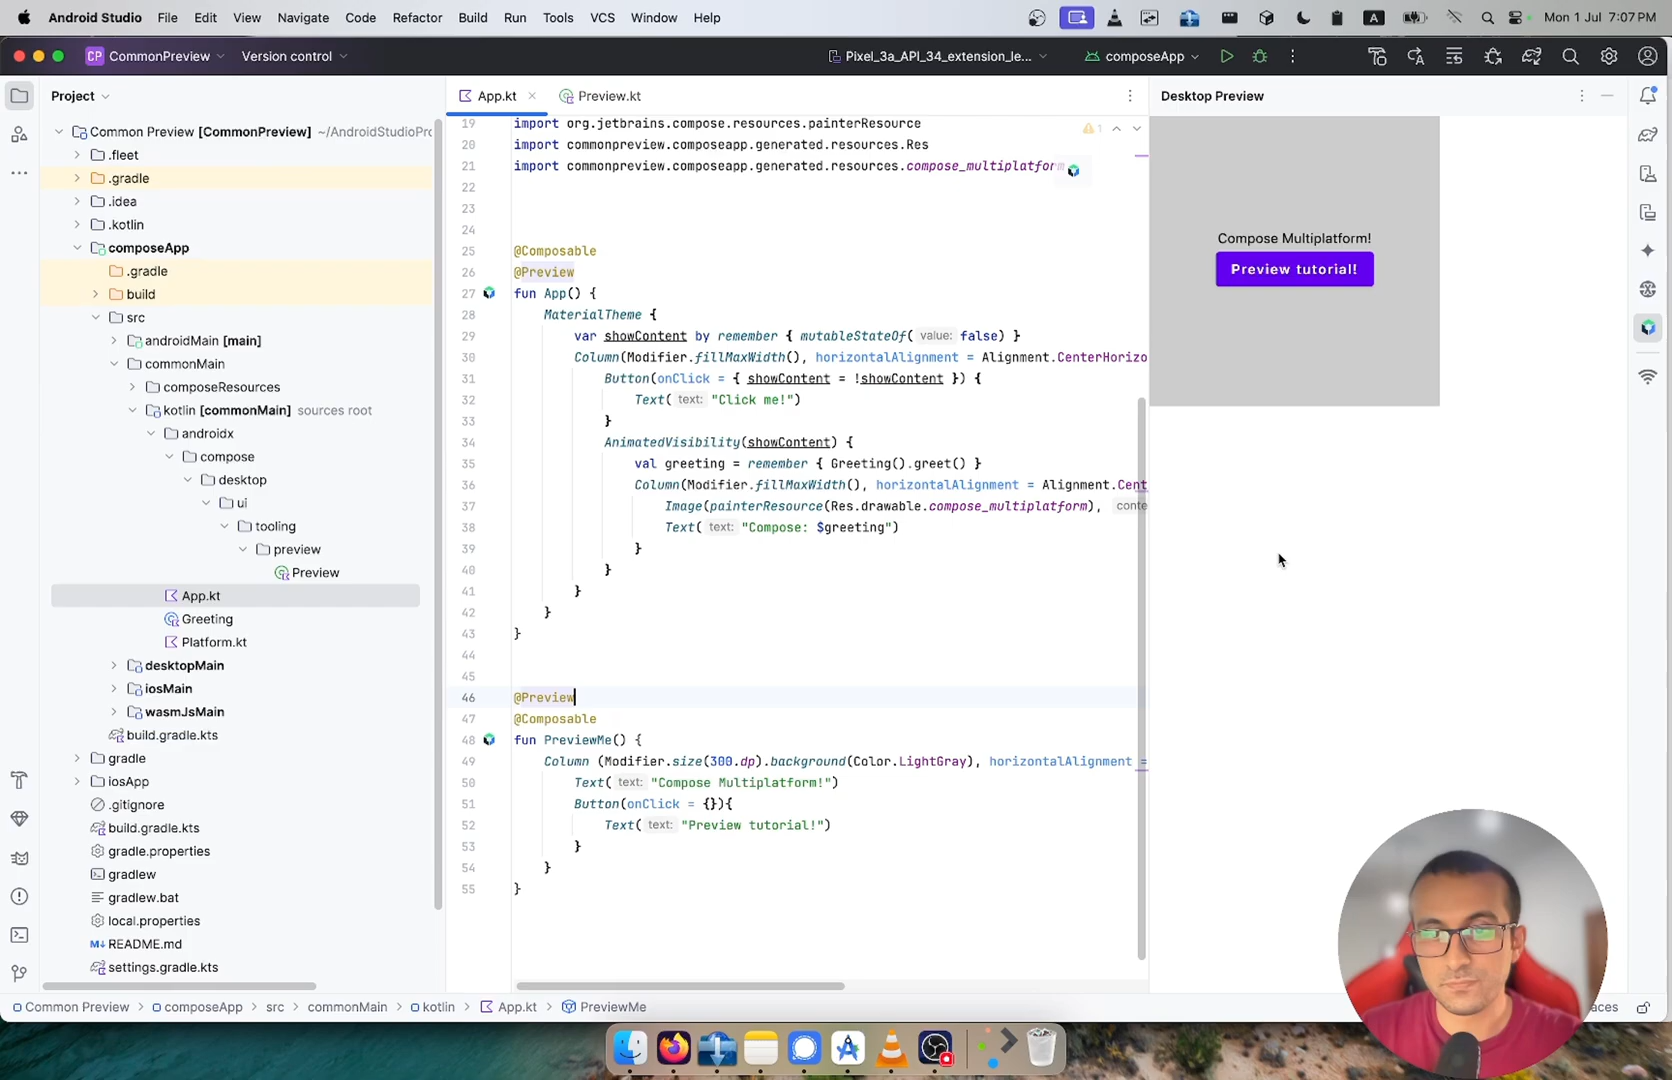 Android Studio File Edit View Navigate Code Refactor Build Run Tools VCS Window Help
A Mon 1 Jul 7:07 PM
CP CommonPreview Version control Pixel_3a_API_34_extension_le... composeApp
Project
App.kt Preview.kt
Desktop Preview
Common Preview [CommonPreview] ~/AndroidStudioPro
.fleet
.gradle
.idea
.kotlin
composeApp
.gradle
build
src
androidMain [main]
commonMain
composeResources
kotlin [commonMain] sources root
androidx
compose
desktop
ui
tooling
preview
Preview
App.kt
Greeting
Platform.kt
desktopMain
iosMain
wasmJsMain
build.gradle.kts
gradle
iosApp
.gitignore
build.gradle.kts
gradle.properties
gradlew
gradlew.bat
local.properties
M↓ README.md
settings.gradle.kts
1
19 import org.jetbrains.compose.resources.painterResource
20 import commonpreview.composeapp.generated.resources.Res
21 import commonpreview.composeapp.generated.resources.compose_multiplatform
22
23
24
25 @Composable
26 @Preview
27 fun App() {
28 MaterialTheme {
29 var showContent by remember { mutableStateOf( value: false) }
30 Column(Modifier.fillMaxWidth(), horizontalAlignment = Alignment.CenterHorizo
31 Button(onClick = { showContent = !showContent }) {
32 Text( text: "Click me!")
33 }
34 AnimatedVisibility(showContent) {
35 val greeting = remember { Greeting().greet() }
36 Column(Modifier.fillMaxWidth(), horizontalAlignment = Alignment.Cent
37 Image(painterResource(Res.drawable.compose_multiplatform), conte
38 Text( text: "Compose: $greeting")
39 }
40 }
41 }
42 }
43 }
44
45
46 @Preview
47 @Composable
48 fun PreviewMe() {
49 Column (Modifier.size(300.dp).background(Color.LightGray), horizontalAlignment =
50 Text( text: "Compose Multiplatform!")
51 Button(onClick = {}){
52 Text( text: "Preview tutorial!")
53 }
54 }
55 }
Compose Multiplatform!
Preview tutorial!
Common Preview composeApp src commonMain kotlin App.kt PreviewMe
aces